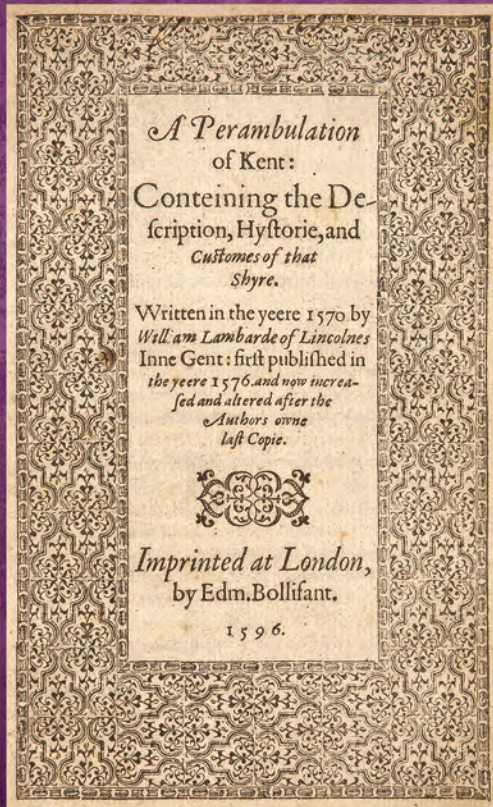 A Perambulation
of Kent:
Conteining the De-
ſcription, Hyſtorie, and
Cuſtomes of that
Shyre.
Written in the yeere 1570 by
William Lambarde of Lincolnes
Inne Gent: firſt publiſhed in
the yeere 1576. and now increa-
ſed and altered after the
Authors owne
laſt Copie.
Imprinted at London,
by Edm. Bollifant.
1596.